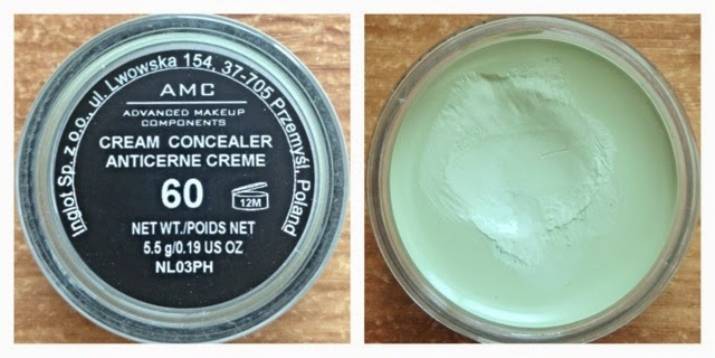 Inglot Sp. z o.o., ul. Lwowska 154, 37-705 Przemyśl, Poland
AMC
ADVANCED MAKEUP
COMPONENTS
CREAM CONCEALER
ANTICERNE CREME
60
12M
NET WT./POIDS NET
5.5 g/0.19 US OZ
NL03PH